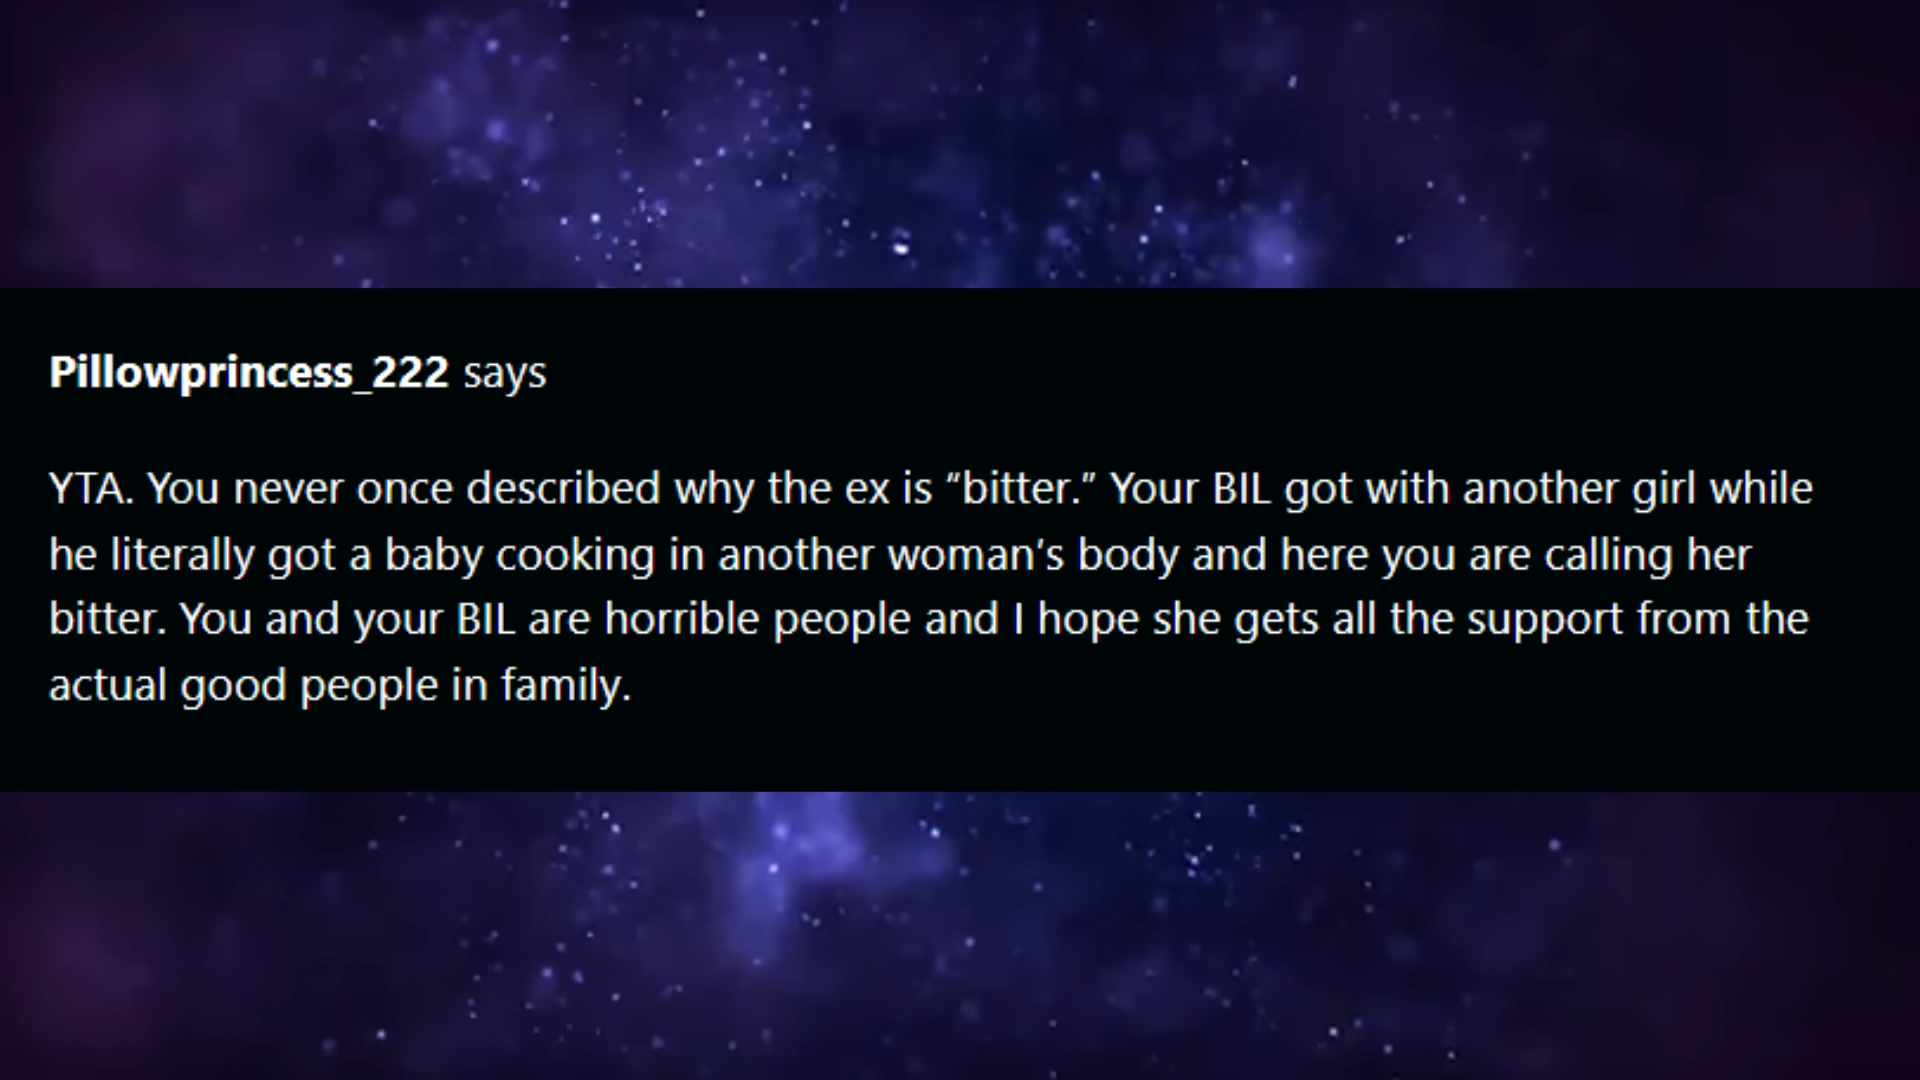 Pillowprincess_222 says
YTA. You never once described why the ex is “bitter.” Your BIL got with another girl while
he literally got a baby cooking in another woman’s body and here you are calling her
bitter. You and your BIL are horrible people and I hope she gets all the support from the
actual good people in family.